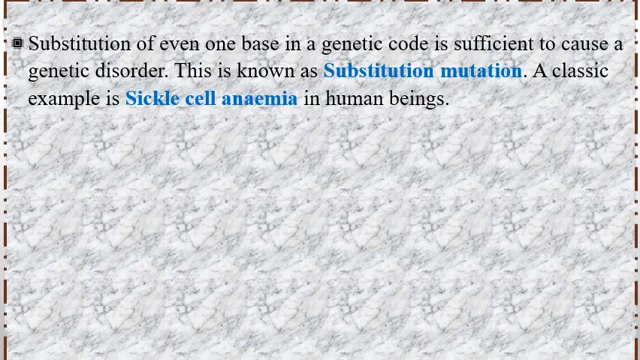 Substitution of even one base in a genetic code is sufficient to cause a
genetic disorder. This is known as Substitution mutation. A classic
example is Sickle cell anaemia in human beings.